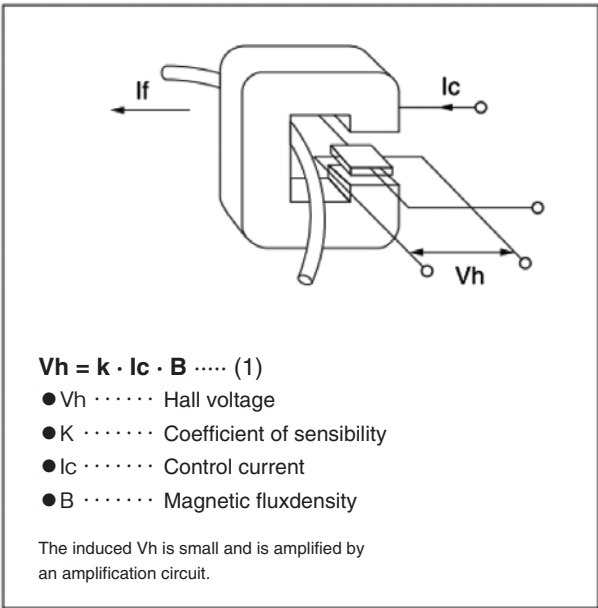 If
Ic
Vh
Vh = k · Ic · B ····· (1)
● Vh ······ Hall voltage
● K ······· Coefficient of sensibility
● Ic ······· Control current
● B ······· Magnetic fluxdensity
The induced Vh is small and is amplified by
an amplification circuit.